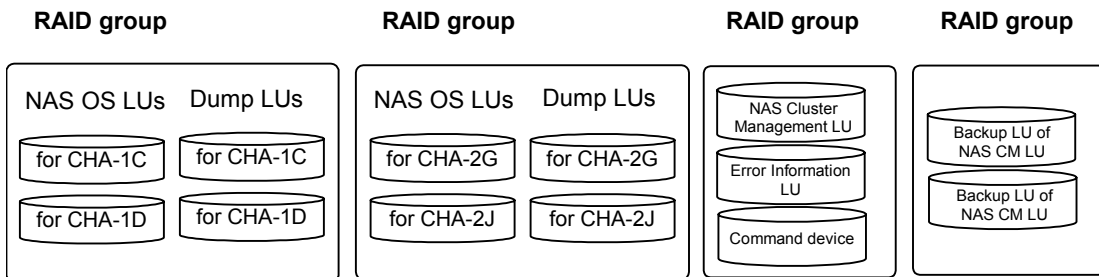 RAID group
RAID group
RAID group
RAID group
NAS OS LUs
Dump LUs
for CHA-1C
for CHA-1C
for CHA-1D
for CHA-1D
NAS OS LUs
Dump LUs
for CHA-2G
for CHA-2G
for CHA-2J
for CHA-2J
NAS Cluster
Management LU
Error Information
LU
Command device
Backup LU of
NAS CM LU
Backup LU of
NAS CM LU